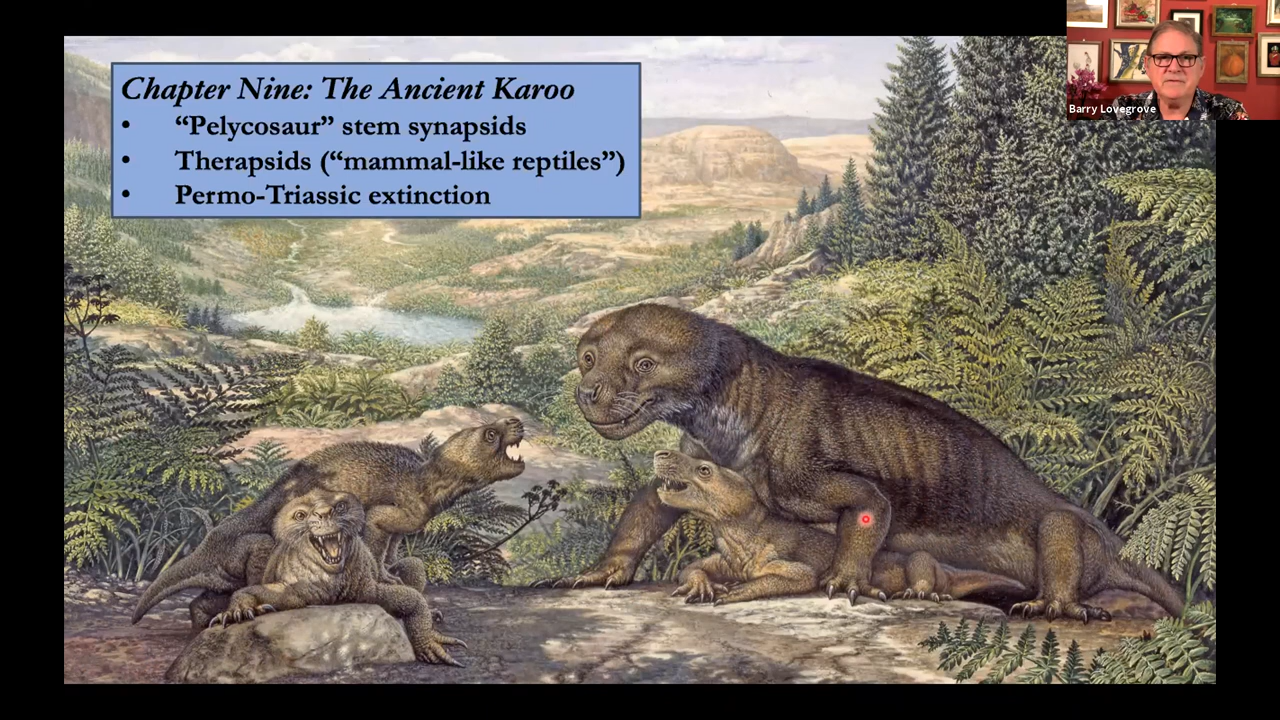 Chapter Nine: The Ancient Karoo
• “Pelycosaur” stem synapsids
• Therapsids (“mammal-like reptiles”)
• Permo-Triassic extinction
Barry Lovegrove